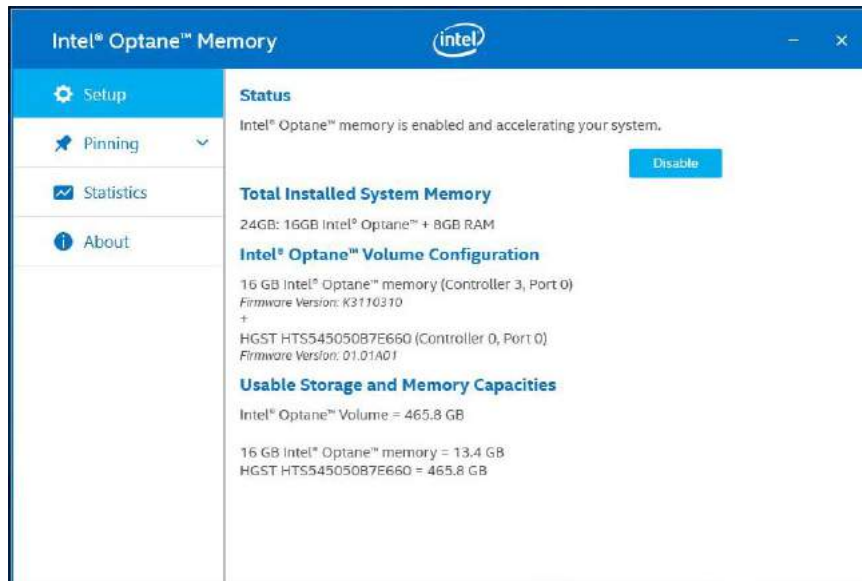 Intel® Optane™ Memory
intel
Setup
Pinning
Statistics
About
Status
Intel® Optane™ memory is enabled and accelerating your system.
Disable
Total Installed System Memory
24GB: 16GB Intel® Optane™ + 8GB RAM
Intel® Optane™ Volume Configuration
16 GB Intel® Optane™ memory (Controller 3, Port 0)
Firmware Version: K3110310
+
HGST HTS545050B7E660 (Controller 0, Port 0)
Firmware Version: 01.01A01
Usable Storage and Memory Capacities
Intel® Optane™ Volume = 465.8 GB
16 GB Intel® Optane™ memory = 13.4 GB
HGST HTS545050B7E660 = 465.8 GB